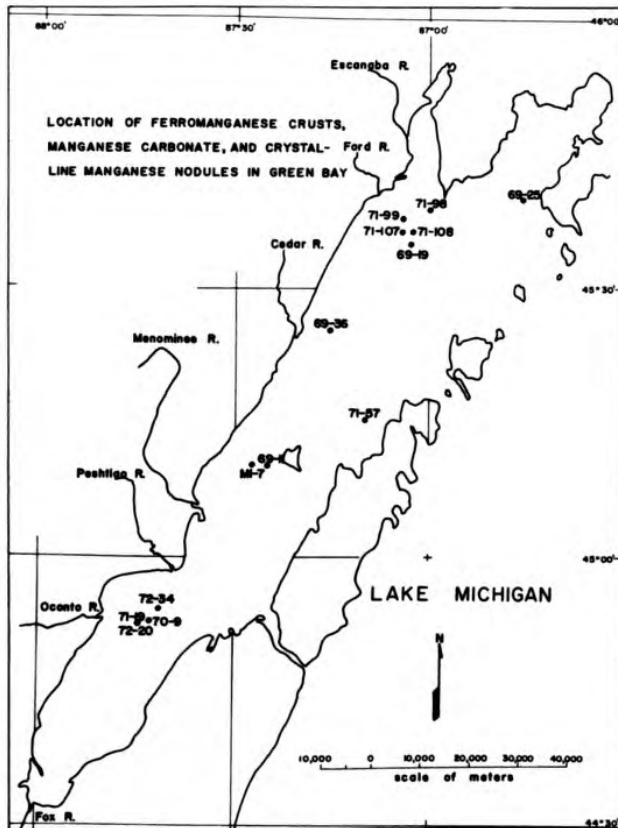 88°00'
87°30'
87°00'
46°00'
Escanaba R.
LOCATION OF FERROMANGANESE CRUSTS,
MANGANESE CARBONATE, AND CRYSTAL-
LINE MANGANESE NODULES IN GREEN BAY
Ford R.
69-25
71-98
71-99
71-107
71-108
69-19
Cedar R.
45°30'
69-36
Menominee R.
71-57
Peshtigo R.
MI-7
45°00'
LAKE MICHIGAN
Oconto R.
72-34
71-19
70-9
72-20
N
10,000 0 10,000 20,000 30,000 40,000
scale of meters
Fox R.
44°30'